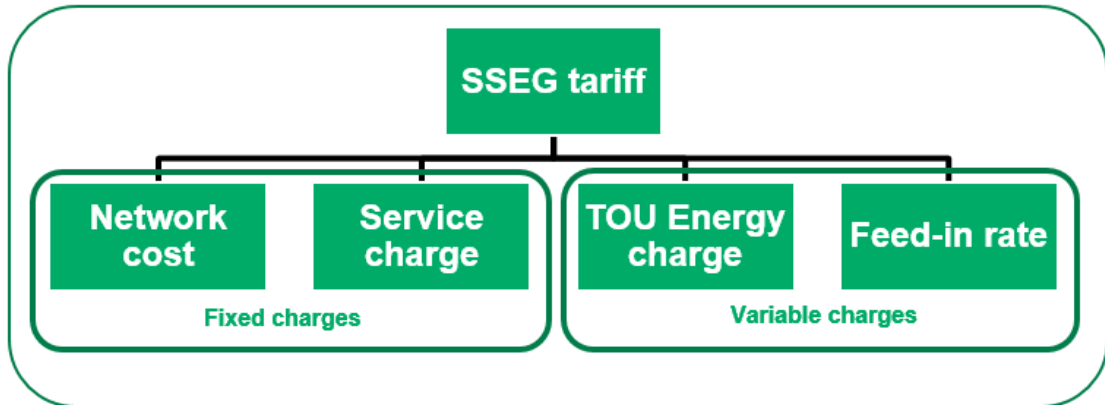 SSEG tariff
Network
cost
Service
charge
TOU Energy
charge
Feed-in rate
Fixed charges
Variable charges